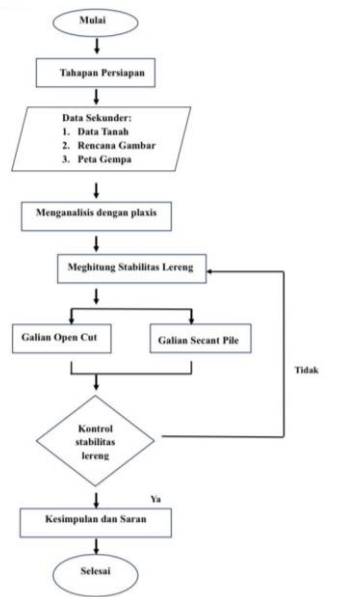 Mulai
Tahapan Persiapan
Data Sekunder:
1. Data Tanah
2. Rencana Gambar
3. Peta Gempa
Menganalisis dengan plaxis
Meghitung Stabilitas Lereng
Galian Open Cut
Galian Secant Pile
Tidak
Kontrol
stabilitas
lereng
Ya
Kesimpulan dan Saran
Selesai